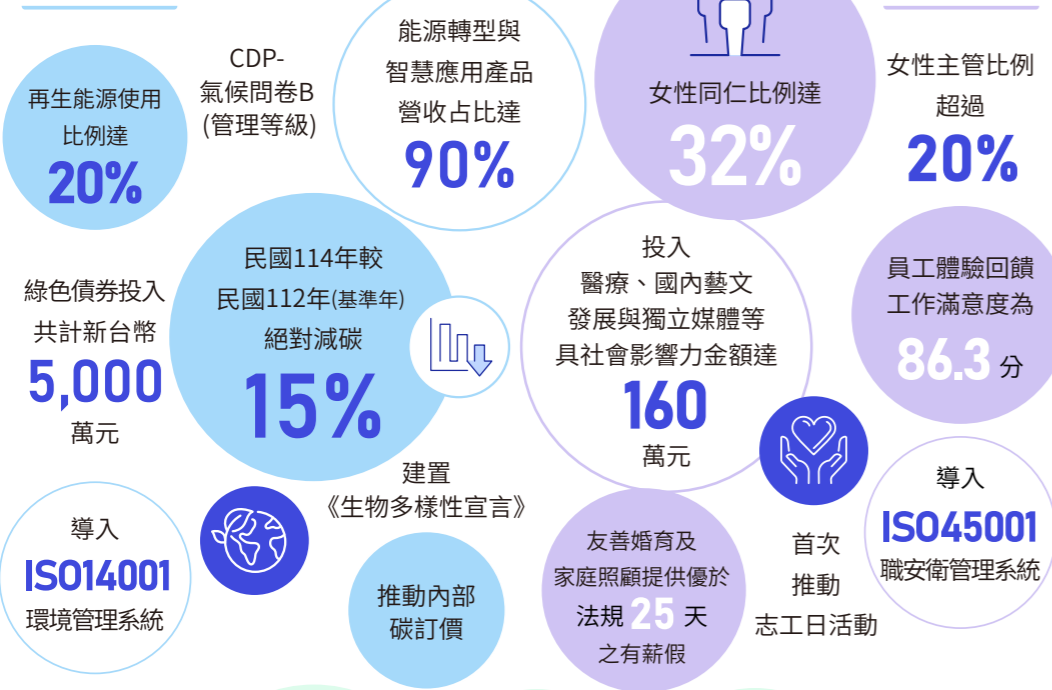 再生能源使用
比例達
20%
CDP-
氣候問卷B
(管理等級)
能源轉型與
智慧應用產品
營收占比達
90%
女性同仁比例達
32%
女性主管比例
超過
20%
綠色債券投入
共計新台幣
5,000
萬元
民國114年較
民國112年(基準年)
絕對減碳
15%
投入
醫療、國內藝文
發展與獨立媒體等
具社會影響力金額達
160
萬元
員工體驗回饋
工作滿意度為
86.3 分
導入
ISO14001
環境管理系統
建置
《生物多樣性宣言》
推動內部
碳訂價
友善婚育及
家庭照顧提供優於
法規 25 天
之有薪假
首次
推動
志工日活動
導入
ISO45001
職安衛管理系統